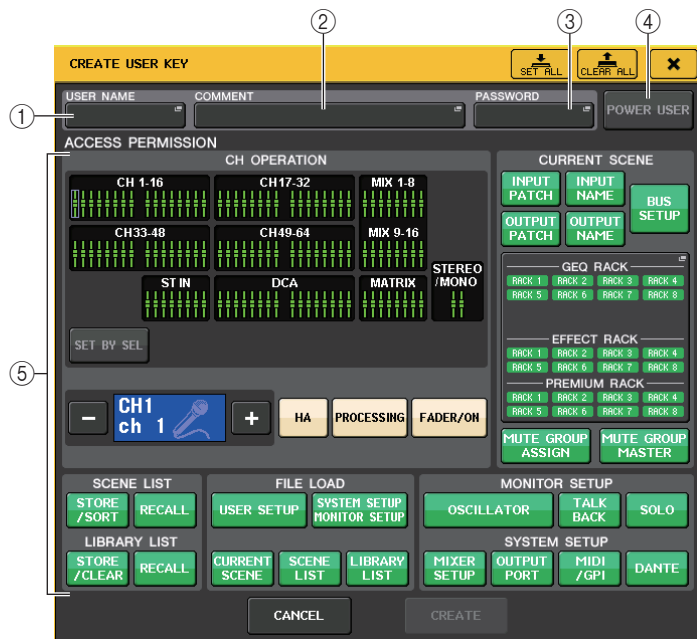 ② ③ ④
CREATE USER KEY
SET ALL
CLEAR ALL
USER NAME
COMMENT
PASSWORD
POWER USER
①
ACCESS PERMISSION
CH OPERATION
CH 1-16
CH17-32
MIX 1-8
CH33-48
CH49-64
MIX 9-16
ST IN
DCA
MATRIX
STEREO
/MONO
SET BY SEL
⑤
CH1
ch 1
HA
PROCESSING
FADER/ON
CURRENT SCENE
INPUT
PATCH
INPUT
NAME
BUS
SETUP
OUTPUT
PATCH
OUTPUT
NAME
GEQ RACK
RACK 1 RACK 2 RACK 3 RACK 4
RACK 5 RACK 6 RACK 7 RACK 8
EFFECT RACK
RACK 1 RACK 2 RACK 3 RACK 4
RACK 5 RACK 6 RACK 7 RACK 8
PREMIUM RACK
RACK 1 RACK 2 RACK 3 RACK 4
RACK 5 RACK 6 RACK 7 RACK 8
MUTE GROUP
ASSIGN
MUTE GROUP
MASTER
SCENE LIST
STORE
/SORT
RECALL
LIBRARY LIST
STORE
/CLEAR
RECALL
FILE LOAD
USER SETUP
SYSTEM SETUP
MONITOR SETUP
CURRENT
SCENE
SCENE
LIST
LIBRARY
LIST
MONITOR SETUP
OSCILLATOR
TALK
BACK
SOLO
SYSTEM SETUP
MIXER
SETUP
OUTPUT
PORT
MIDI
/GPI
DANTE
CANCEL
CREATE